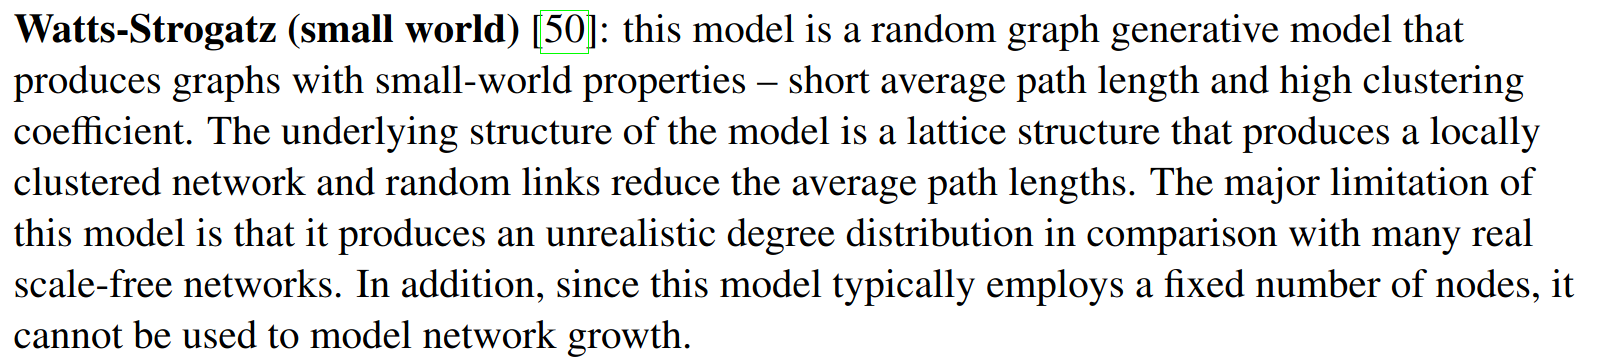 Watts-Strogatz (small world) [50]: this model is a random graph generative model that
produces graphs with small-world properties – short average path length and high clustering
coefficient. The underlying structure of the model is a lattice structure that produces a locally
clustered network and random links reduce the average path lengths. The major limitation of
this model is that it produces an unrealistic degree distribution in comparison with many real
scale-free networks. In addition, since this model typically employs a fixed number of nodes, it
cannot be used to model network growth.